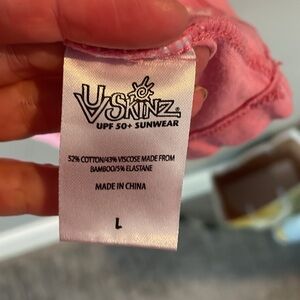 UV SKINZ®
UPF 50+ SUNWEAR
52% COTTON/43% VISCOSE MADE FROM
BAMBOO/5% ELASTANE
MADE IN CHINA
L